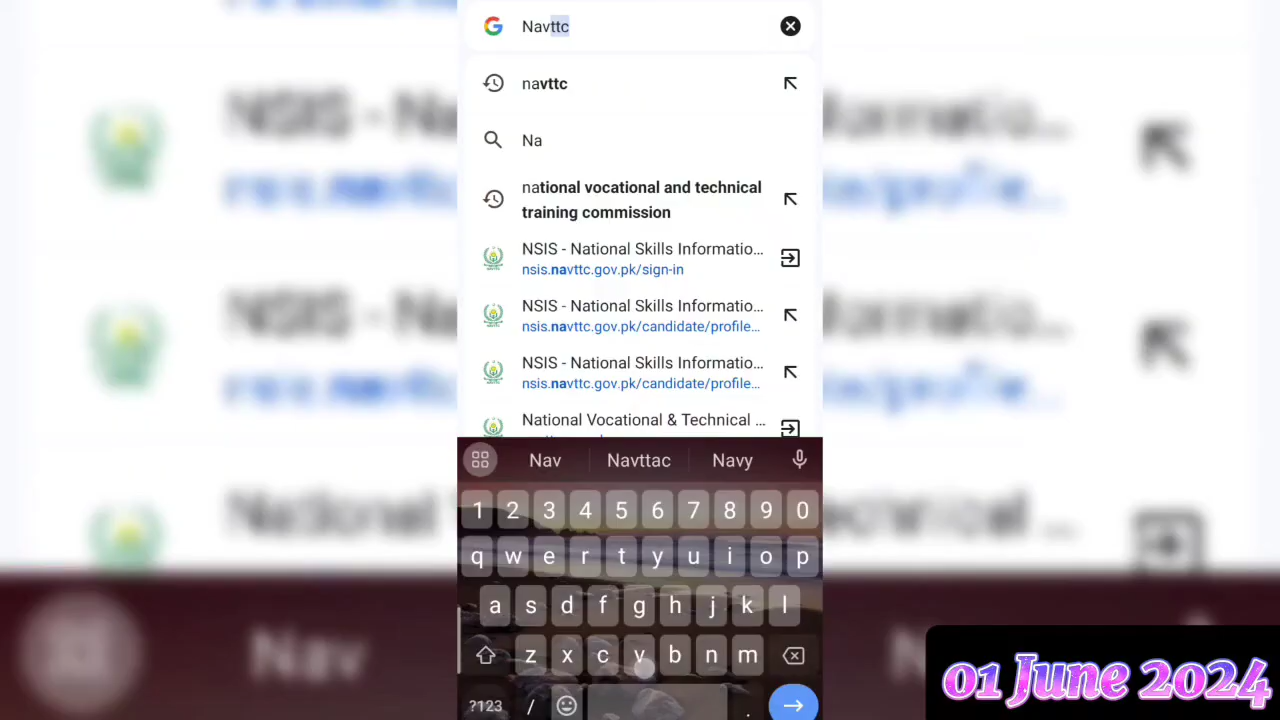 Navttc
navttc
Na
national vocational and technical
training commission
NSIS - National Skills Informatio...
nsis.navttc.gov.pk/sign-in
NSIS - National Skills Informatio...
nsis.navttc.gov.pk/candidate/profile...
NSIS - National Skills Informatio...
nsis.navttc.gov.pk/candidate/profile...
National Vocational & Technical ...
Nav Navttac Navy
1 2 3 4 5 6 7 8 9 0
q w e r t y u i o p
a s d f g h j k l
z x c v b n m
?123 / .
01 June 2024